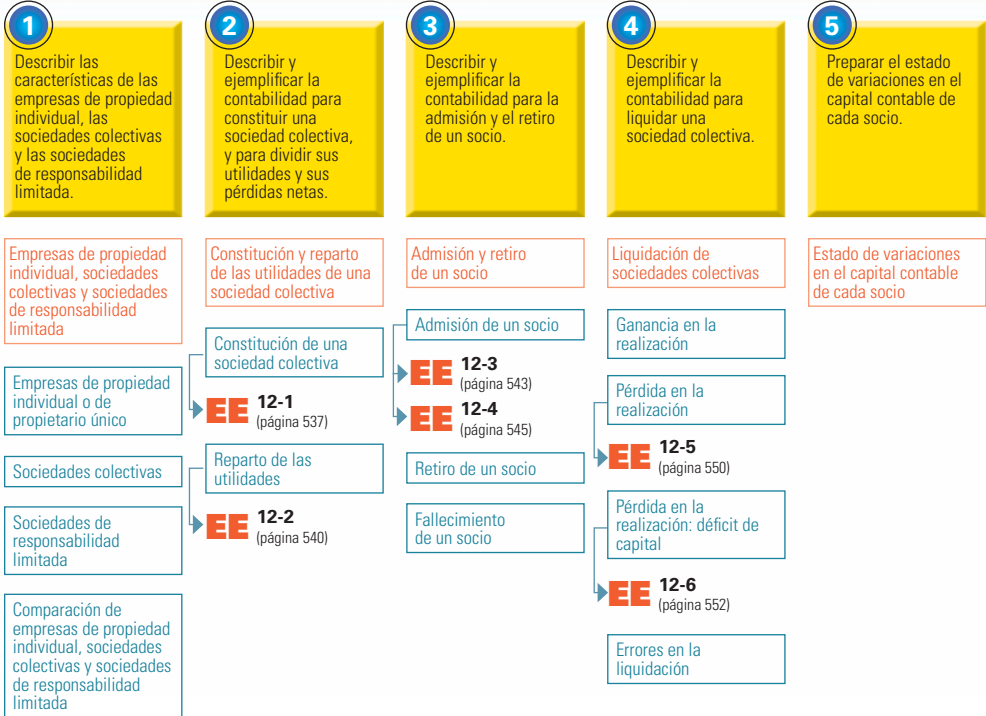 1
Describir las
características de las
empresas de propiedad
individual, las
sociedades colectivas
y las sociedades
de responsabilidad
limitada.
Empresas de propiedad
individual, sociedades
colectivas y sociedades
de responsabilidad
limitada
Empresas de propiedad
individual o de
propietario único
Sociedades colectivas
Sociedades de
responsabilidad
limitada
Comparación de
empresas de propiedad
individual, sociedades
colectivas y sociedades
de responsabilidad
limitada
2
Describir y
ejemplificar la
contabilidad para
constituir una
sociedad colectiva,
y para dividir sus
utilidades y sus
pérdidas netas.
Constitución y reparto
de las utilidades de una
sociedad colectiva
Constitución de una
sociedad colectiva
EE 12-1
(página 537)
Reparto de las
utilidades
EE 12-2
(página 540)
3
Describir y
ejemplificar la
contabilidad para la
admisión y el retiro
de un socio.
Admisión y retiro
de un socio
Admisión de un socio
EE 12-3
(página 543)
EE 12-4
(página 545)
Retiro de un socio
Fallecimiento
de un socio
4
Describir y
ejemplificar la
contabilidad para
liquidar una
sociedad colectiva.
Liquidación de
sociedades colectivas
Ganancia en la
realización
Pérdida en la
realización
EE 12-5
(página 550)
Pérdida en la
realización: déficit de
capital
EE 12-6
(página 552)
Errores en la
liquidación
5
Preparar el estado
de variaciones en el
capital contable de
cada socio.
Estado de variaciones
en el capital contable
de cada socio